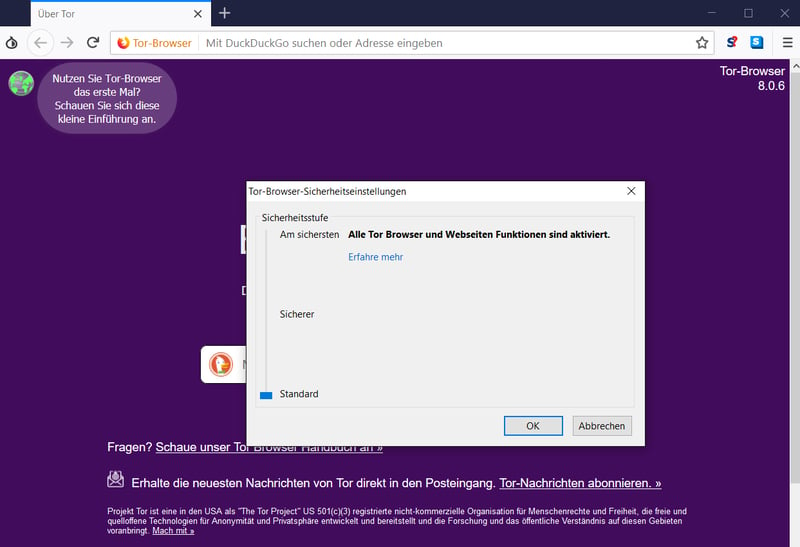 Über Tor
Tor-Browser
Mit DuckDuckGo suchen oder Adresse eingeben
Nutzen Sie Tor-Browser
das erste Mal?
Schauen Sie sich diese
kleine Einführung an.
Tor-Browser
8.0.6
Tor-Browser-Sicherheitseinstellungen
Sicherheitsstufe
Am sichersten
Alle Tor Browser und Webseiten Funktionen sind aktiviert.
Erfahre mehr
Sicherer
Standard
OK
Abbrechen
Fragen? Schaue unser Tor Browser Handbuch an »
Erhalte die neuesten Nachrichten von Tor direkt in den Posteingang. Tor-Nachrichten abonnieren. »
Projekt Tor ist eine in den USA als "The Tor Project" US 501(c)(3) registrierte nicht-kommerzielle Organisation für Menschenrechte und Freiheit, die freie und
quelloffene Technologien für Anonymität und Privatsphäre entwickelt und bereitstellt und die Forschung und das öffentliche Verständnis auf diesen Gebieten
voranbringt. Mach mit »